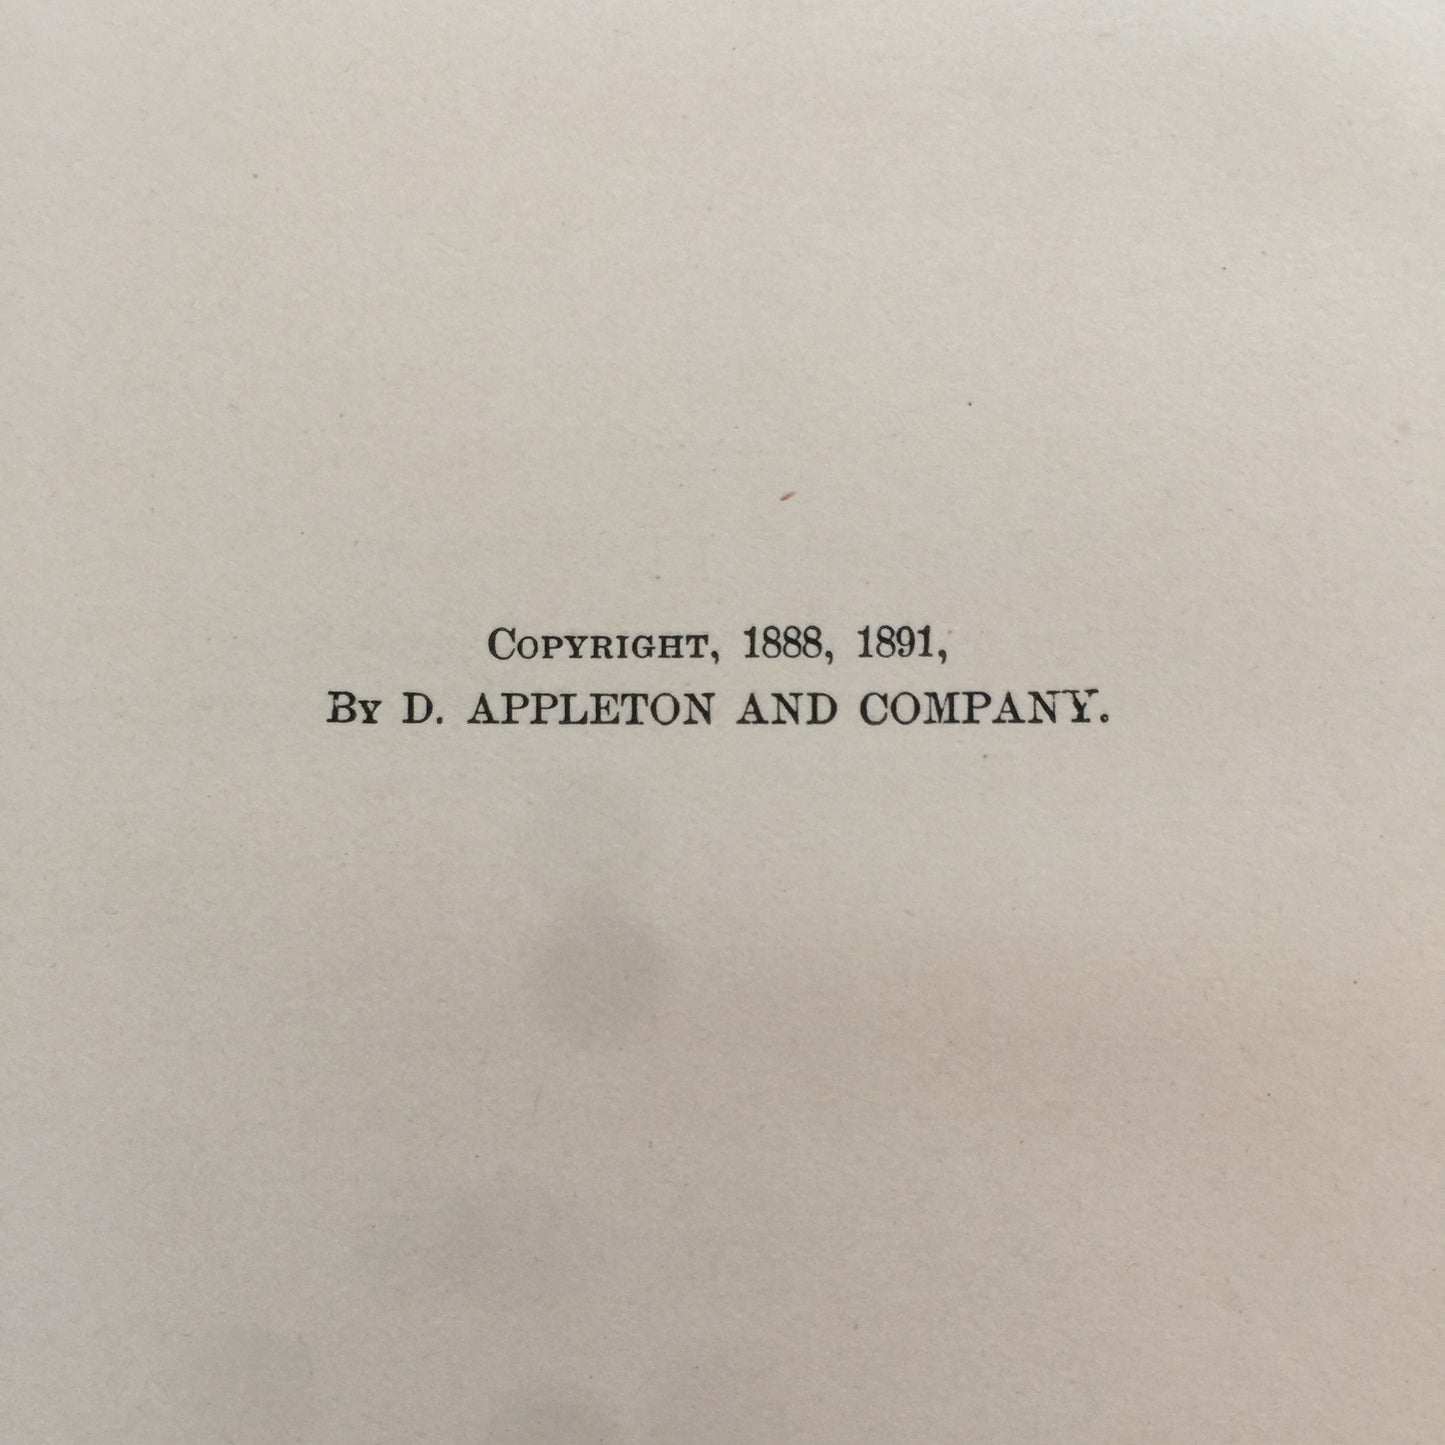 Copyright, 1888, 1891,
By D. APPLETON AND COMPANY.